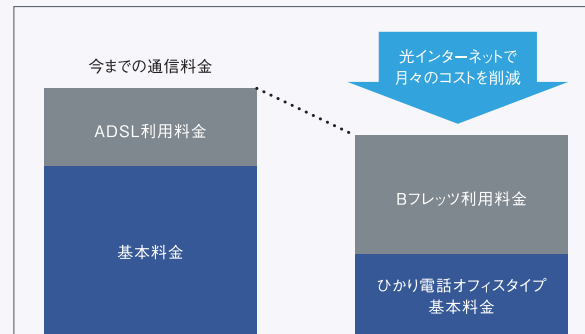 今までの通信料金
ADSL利用料金
基本料金
光インターネットで
月々のコストを削減
Bフレッツ利用料金
ひかり電話オフィスタイプ
基本料金